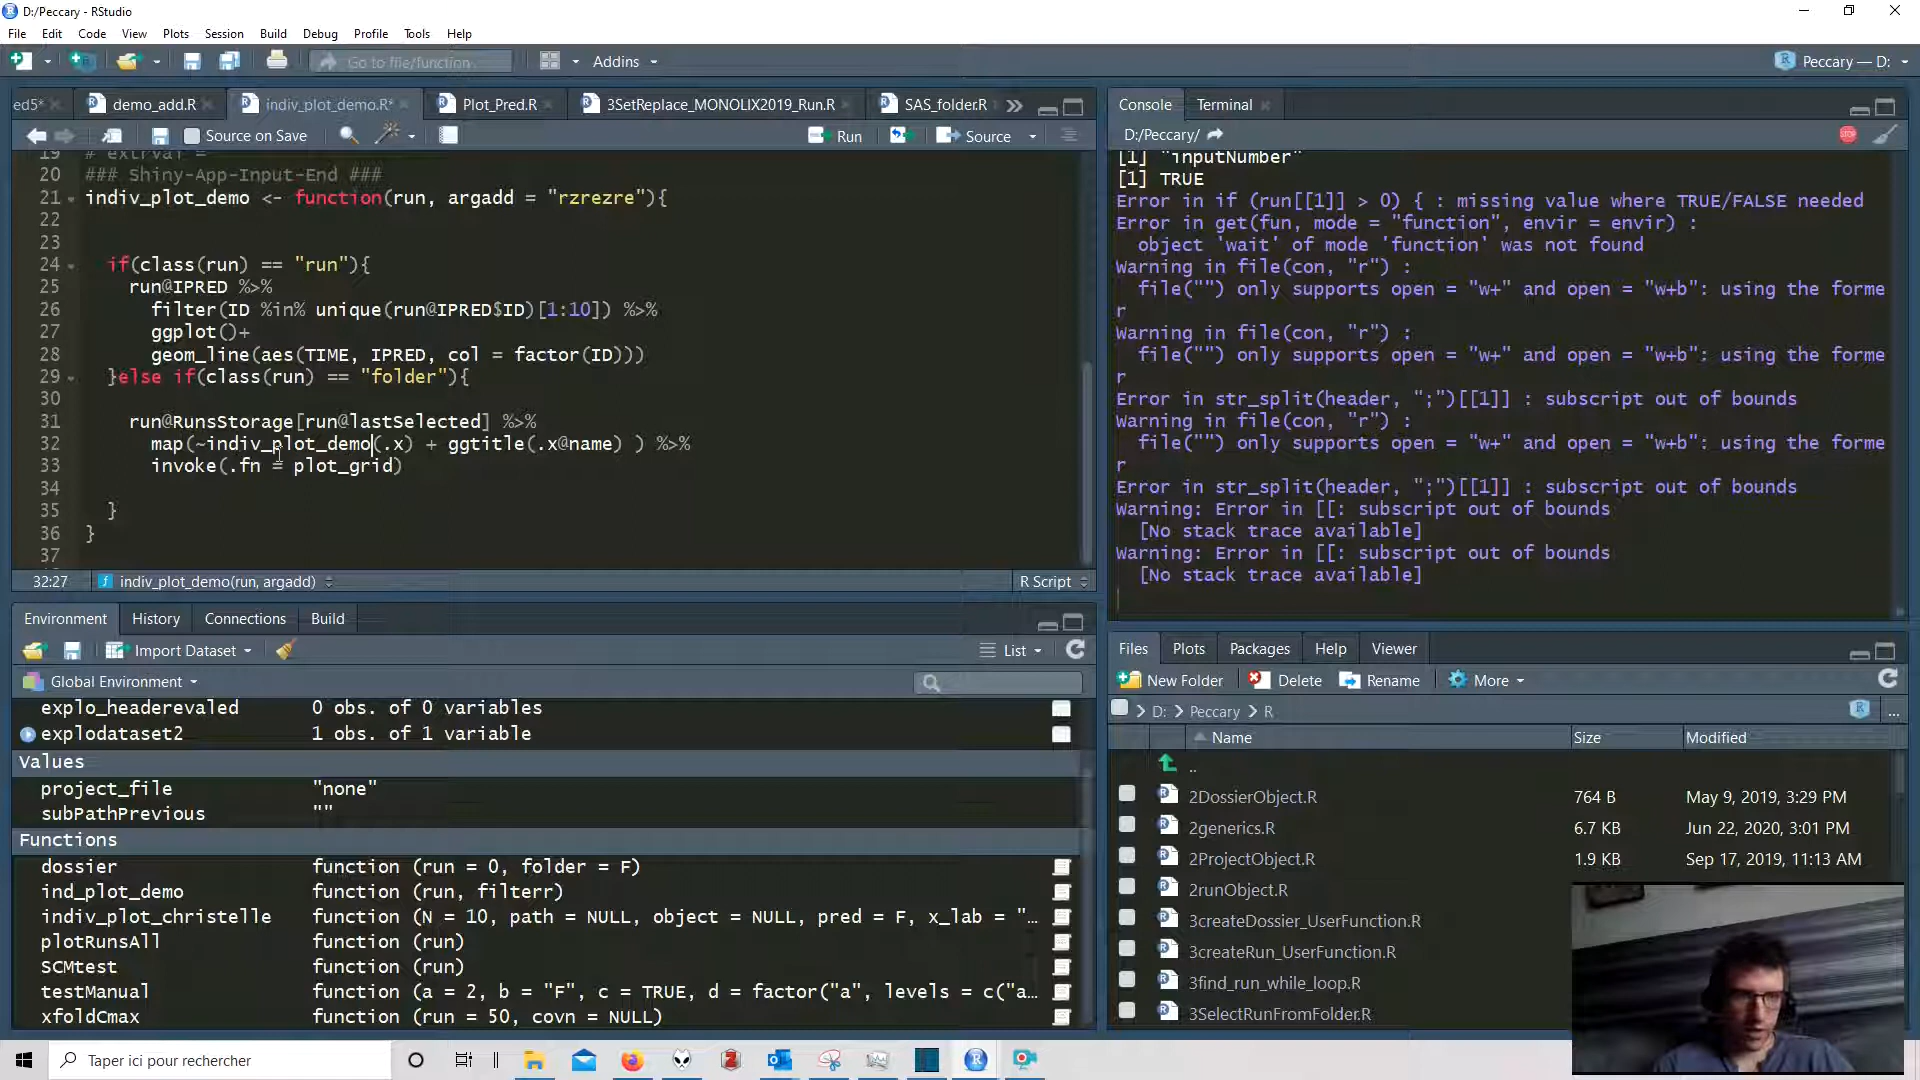 D:/Peccary - RStudio
File Edit Code View Plots Session Build Debug Profile Tools Help
Go to file/function Addins Peccary — D:
ed5* demo_add.R indiv_plot_demo.R* Plot_Pred.R 3SetReplace_MONOLIX2019_Run.R SAS_folder.R
Source on Save Run Source
19 # extrval =
20 ### Shiny-App-Input-End ###
21 indiv_plot_demo <- function(run, argadd = "rzrezre"){
22
23
24 if(class(run) == "run"){
25 run@IPRED %>%
26 filter(ID %in% unique(run@IPRED$ID)[1:10]) %>%
27 ggplot()+
28 geom_line(aes(TIME, IPRED, col = factor(ID)))
29 }else if(class(run) == "folder"){
30
31 run@RunsStorage[run@lastSelected] %>%
32 map(~indiv_plot_demo(.x) + ggtitle(.x@name) ) %>%
33 invoke(.fn = plot_grid)
34
35 }
36 }
37
32:27 indiv_plot_demo(run, argadd) R Script
Environment History Connections Build
Import Dataset List
Global Environment
explo_headerevaled 0 obs. of 0 variables
explodataset2 1 obs. of 1 variable
Values
project_file "none"
subPathPrevious ""
Functions
dossier function (run = 0, folder = F)
ind_plot_demo function (run, filterr)
indiv_plot_christelle function (N = 10, path = NULL, object = NULL, pred = F, x_lab = "…
plotRunsAll function (run)
SCMtest function (run)
testManual function (a = 2, b = "F", c = TRUE, d = factor("a", levels = c("a…
xfoldCmax function (run = 50, covn = NULL)
Console Terminal
D:/Peccary/
[1] "inputNumber"
[1] TRUE
Error in if (run[[1]] > 0) { : missing value where TRUE/FALSE needed
Error in get(fun, mode = "function", envir = envir) :
object 'wait' of mode 'function' was not found
Warning in file(con, "r") :
file("") only supports open = "w+" and open = "w+b": using the forme
r
Warning in file(con, "r") :
file("") only supports open = "w+" and open = "w+b": using the forme
r
Error in str_split(header, ";")[[1]] : subscript out of bounds
Warning in file(con, "r") :
file("") only supports open = "w+" and open = "w+b": using the forme
r
Error in str_split(header, ";")[[1]] : subscript out of bounds
Warning: Error in [[: subscript out of bounds
[No stack trace available]
Warning: Error in [[: subscript out of bounds
[No stack trace available]
Files Plots Packages Help Viewer
New Folder Delete Rename More
D: Peccary R
Name Size Modified
..
2DossierObject.R 764 B May 9, 2019, 3:29 PM
2generics.R 6.7 KB Jun 22, 2020, 3:01 PM
2ProjectObject.R 1.9 KB Sep 17, 2019, 11:13 AM
2runObject.R
3createDossier_UserFunction.R
3createRun_UserFunction.R
3find_run_while_loop.R
3SelectRunFromFolder.R
Taper ici pour rechercher